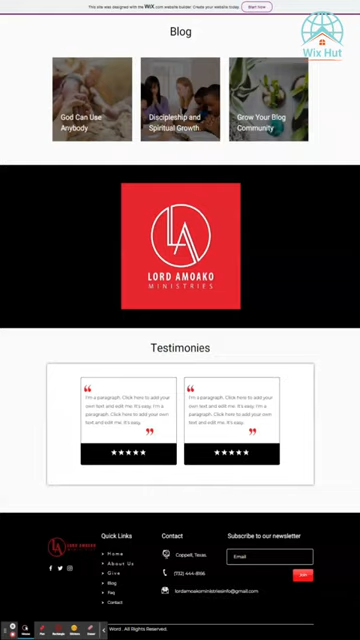 This site was designed with the WiX.com website builder. Create your website today.
Start Now
Wix Hut
Blog
God Can Use
Anybody
Discipleship and
Spiritual Growth
Grow Your Blog
Community
LA
LORD AMOAKO
MINISTRIES
Testimonies
I'm a paragraph. Click here to add your
own text and edit me. It's easy. I'm a
paragraph. Click here to add your own
text and edit me. It's easy.
I'm a paragraph. Click here to add your
own text and edit me. It's easy. I'm a
paragraph. Click here to add your own
text and edit me. It's easy.
LORD AMOAKO
Quick Links
Home
About Us
Give
Blog
Faq
Contact
Contact
Coppell, Texas.
(732) 444-8166
lordamoakoministriesinfo@gmail.com
Subscribe to our newsletter
Email
Join
Word . All Rights Reserved.